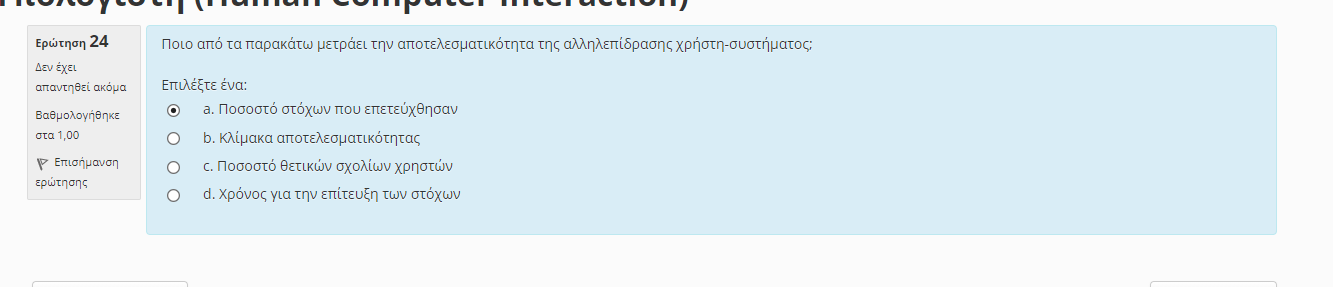 (Human Computer Interaction)
Ερώτηση 24
Δεν έχει
απαντηθεί ακόμα
Βαθμολογήθηκε
στα 1,00
Επισήμανση
ερώτησης
Ποιο από τα παρακάτω μετράει την αποτελεσματικότητα της αλληλεπίδρασης χρήστη-συστήματος;
Επιλέξτε ένα:
a. Ποσοστό στόχων που επετεύχθησαν
b. Κλίμακα αποτελεσματικότητας
c. Ποσοστό θετικών σχολίων χρηστών
d. Χρόνος για την επίτευξη των στόχων